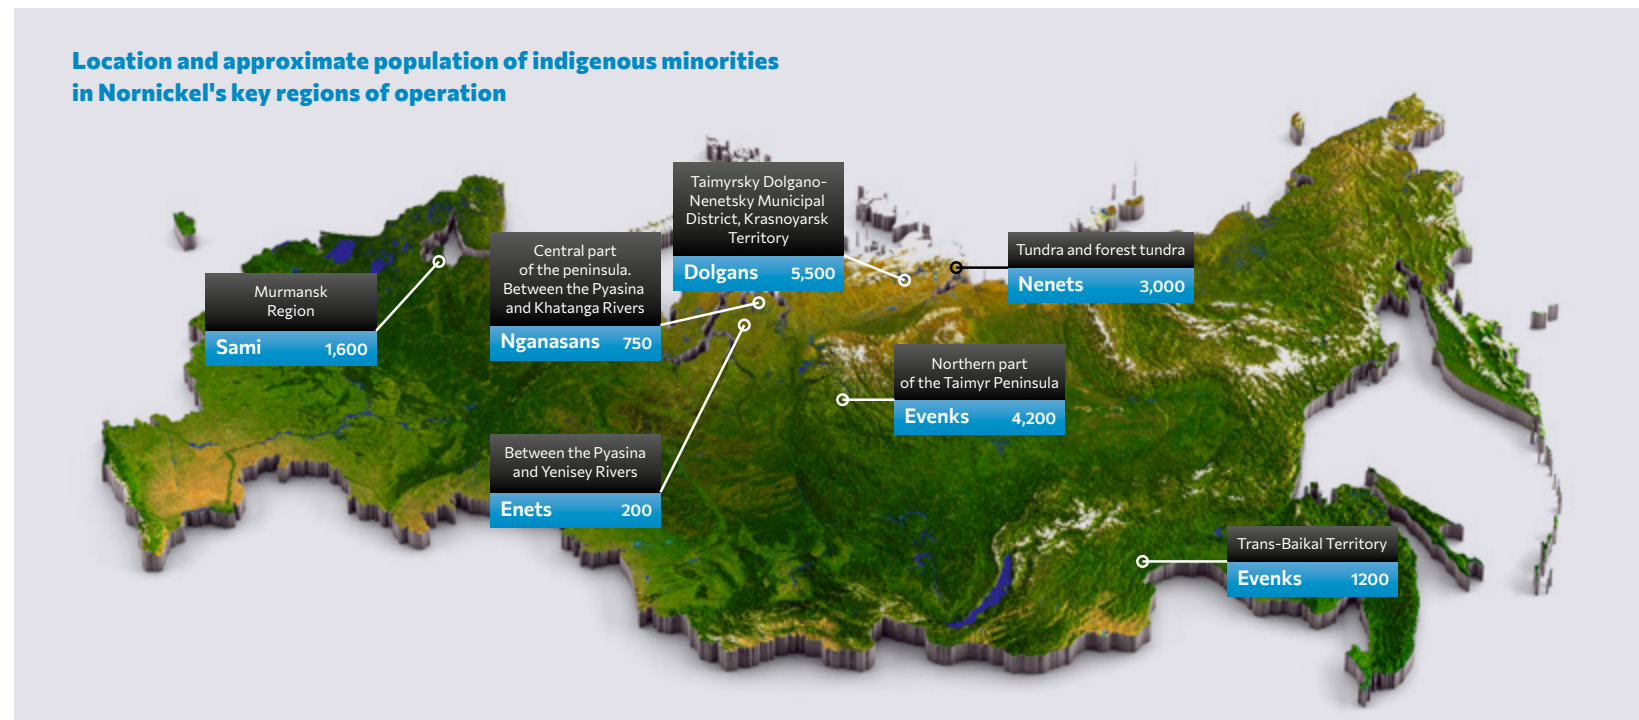 Location and approximate population of indigenous minorities
in Nornickel's key regions of operation
Murmansk
Region
Sami 1,600
Central part
of the peninsula.
Between the Pyasina
and Khatanga Rivers
Nganasans 750
Taimyrsky Dolgano-
Nenetsky Municipal
District, Krasnoyarsk
Territory
Dolgans 5,500
Tundra and forest tundra
Nenets 3,000
Northern part
of the Taimyr Peninsula
Evenks 4,200
Between the Pyasina
and Yenisey Rivers
Enets 200
Trans-Baikal Territory
Evenks 1200